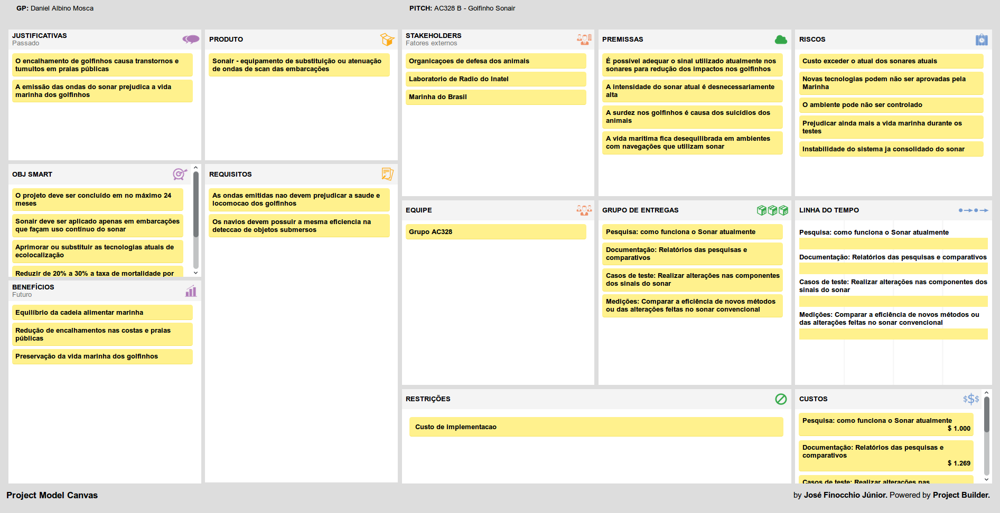 GP: Daniel Albino Mosca
PITCH: AC328 B - Golfinho Sonair
JUSTIFICATIVAS
Passado
O encalhamento de golfinhos causa transtornos e
tumultos em praias públicas
A emissão das ondas do sonar prejudica a vida
marinha dos golfinhos
OBJ SMART
O projeto deve ser concluído em no máximo 24
meses
Sonair deve ser aplicado apenas em embarcações
que façam uso contínuo do sonar
Aprimorar ou substituir as tecnologias atuais de
ecolocalização
Reduzir de 20% a 30% a taxa de mortalidade por
BENEFÍCIOS
Futuro
Equilíbrio da cadeia alimentar marinha
Redução de encalhamentos nas costas e praias
públicas
Preservação da vida marinha dos golfinhos
PRODUTO
Sonair - equipamento de substituição ou atenuação
de ondas de scan das embarcações
REQUISITOS
As ondas emitidas nao devem prejudicar a saude e
locomocao dos golfinhos
Os navios devem possuir a mesma eficiencia na
deteccao de objetos submersos
STAKEHOLDERS
Fatores externos
Organicaçoes de defesa dos animais
Laboratorio de Radio do Inatel
Marinha do Brasil
EQUIPE
Grupo AC328
PREMISSAS
É possível adequar o sinal utilizado atualmente nos
sonares para redução dos impactos nos golfinhos
A intensidade do sonar atual é desnecessariamente
alta
A surdez nos golfinhos é causa dos suicídios dos
animais
A vida marítima fica desequilibrada em ambientes
com navegações que utilizam sonar
GRUPO DE ENTREGAS
Pesquisa: como funciona o Sonar atualmente
Documentação: Relatórios das pesquisas e
comparativos
Casos de teste: Realizar alterações nas componentes
dos sinais do sonar
Medições: Comparar a eficiência de novos métodos
ou das alterações feitas no sonar convencional
RISCOS
Custo exceder o atual dos sonares atuais
Novas tecnologias podem não ser aprovadas pela
Marinha
O ambiente pode não ser controlado
Prejudicar ainda mais a vida marinha durante os
testes
Instabilidade do sistema ja consolidado do sonar
LINHA DO TEMPO
Pesquisa: como funciona o Sonar atualmente
Documentação: Relatórios das pesquisas e comparativos
Casos de teste: Realizar alterações nas componentes dos
sinais do sonar
Medições: Comparar a eficiência de novos métodos ou
das alterações feitas no sonar convencional
RESTRIÇÕES
Custo de implementacao
CUSTOS
$$$
Pesquisa: como funciona o Sonar atualmente
$ 1.000
Documentação: Relatórios das pesquisas e
comparativos
$ 1.269
Casos de teste: Realizar alterações nas
Project Model Canvas
by José Finocchio Júnior. Powered by Project Builder.